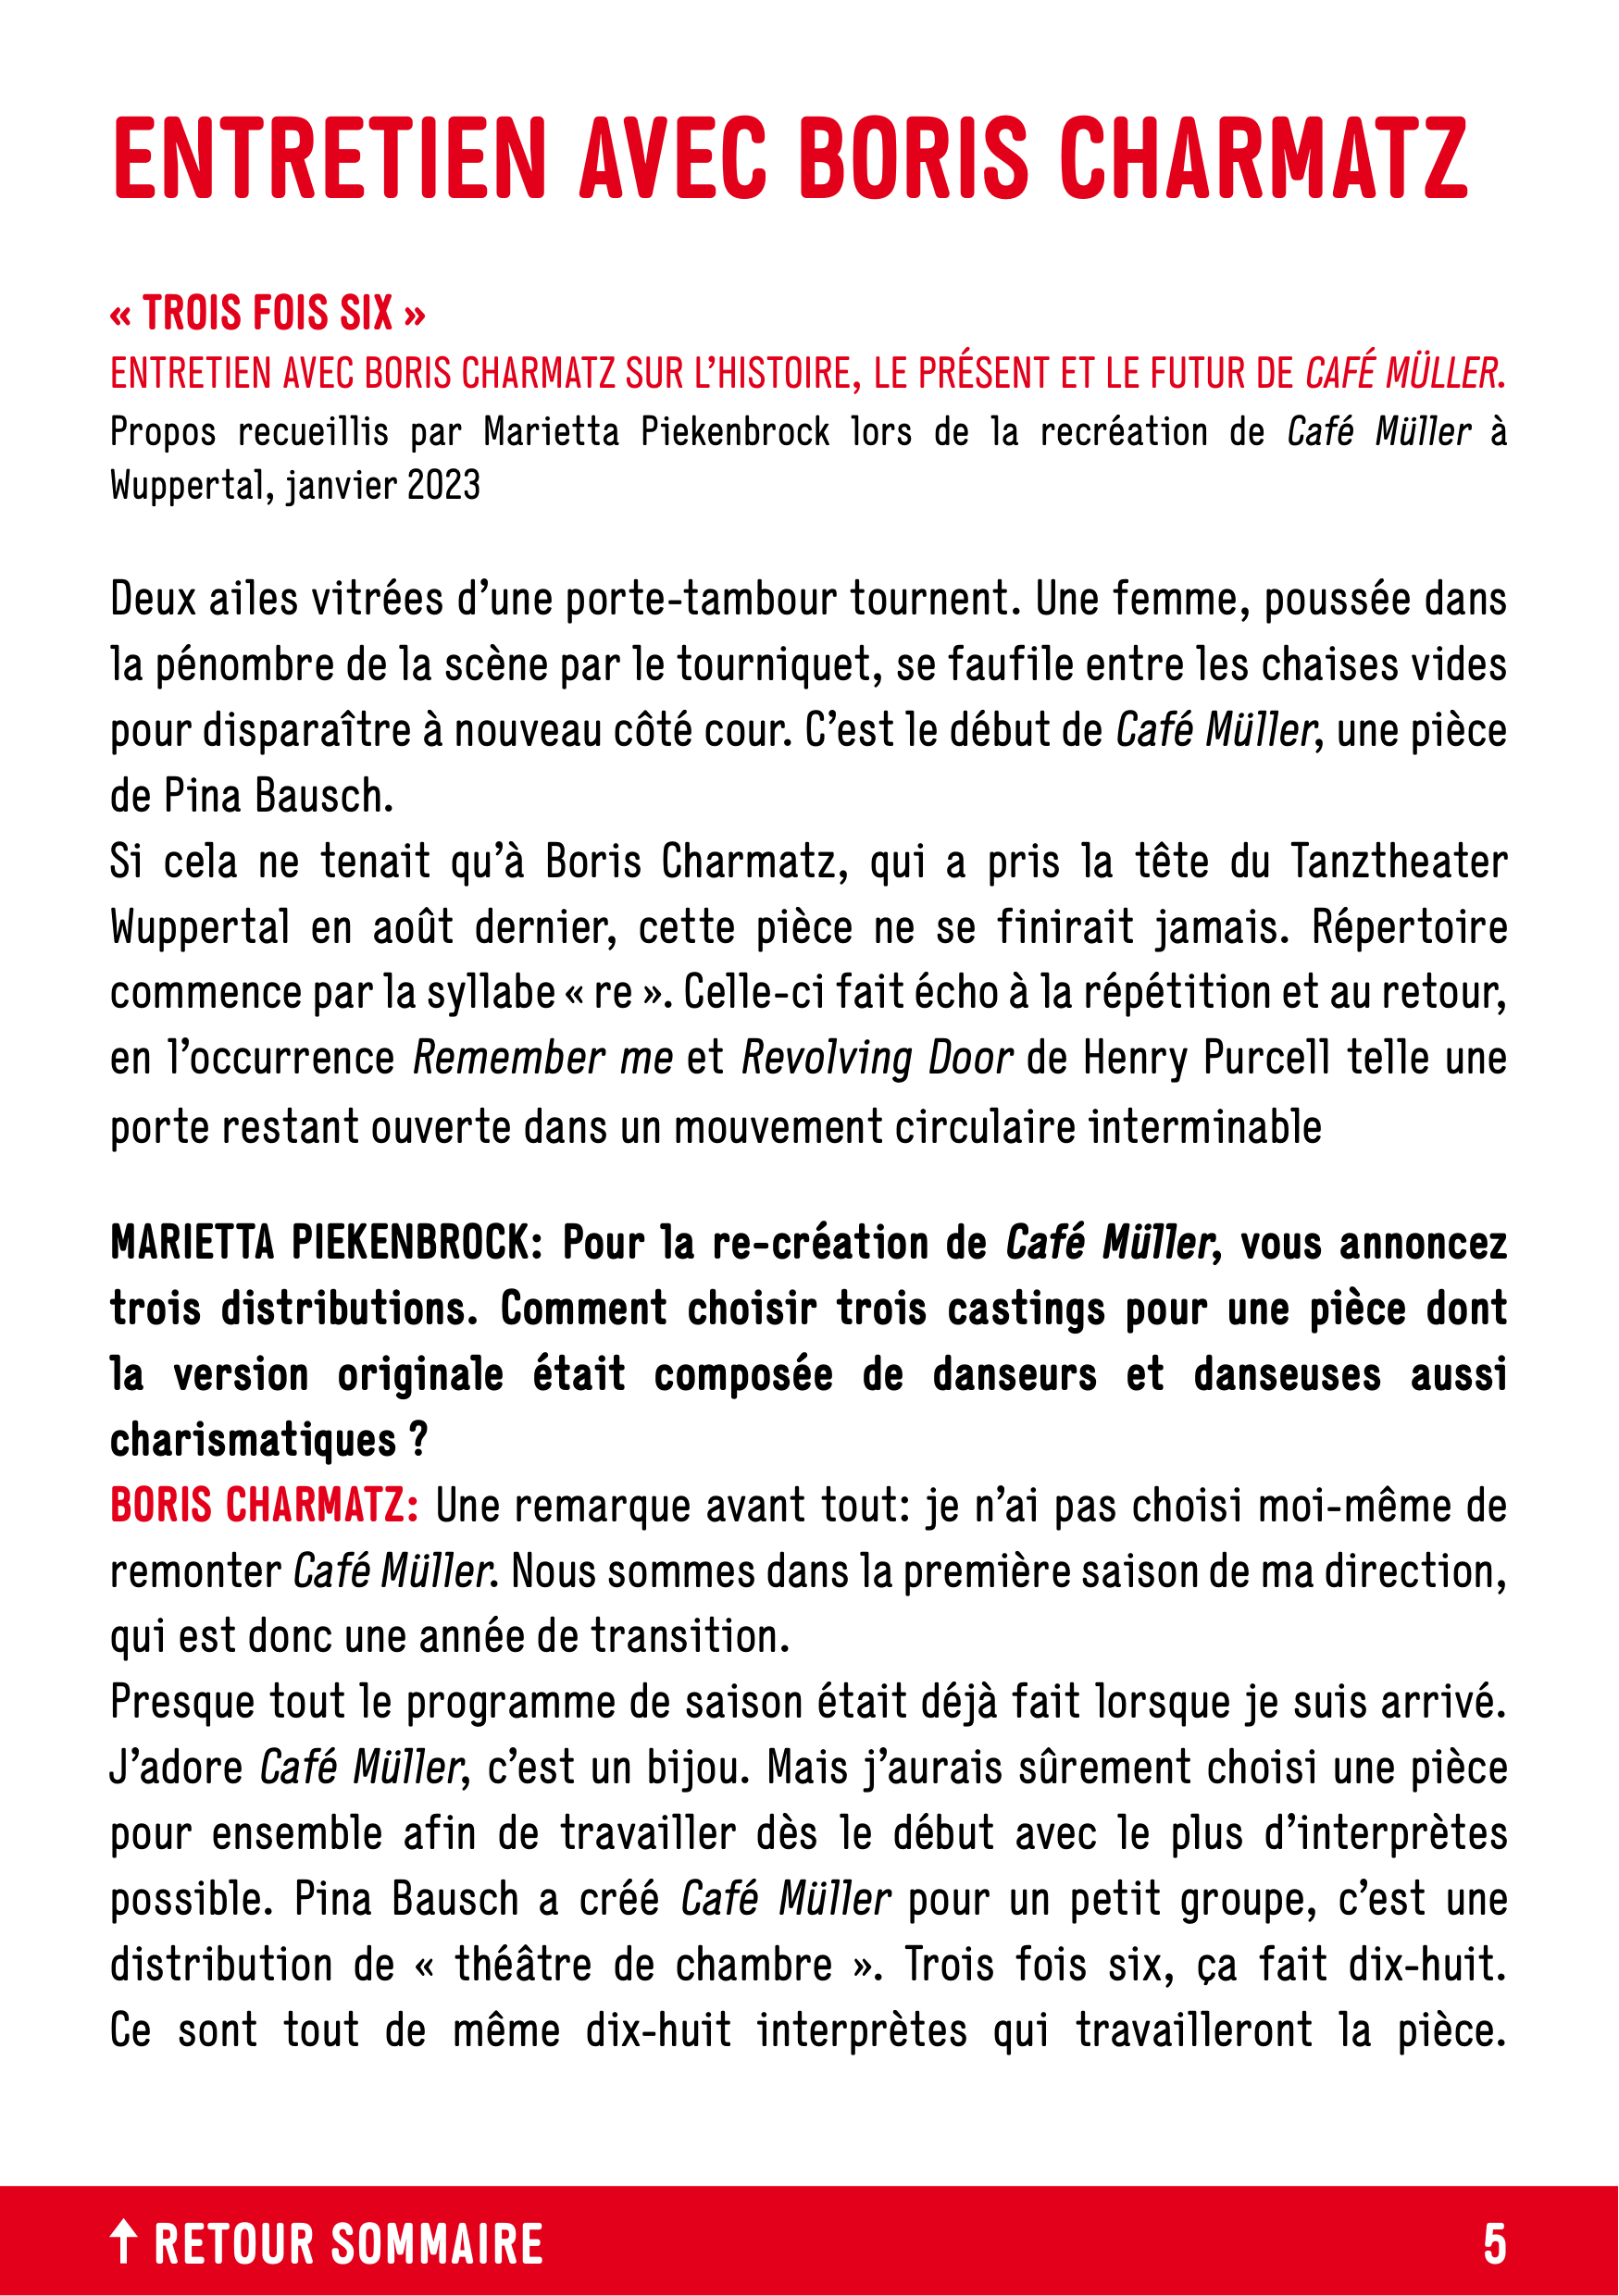 ENTRETIEN AVEC BORIS CHARMATZ
« TROIS FOIS SIX »
ENTRETIEN AVEC BORIS CHARMATZ SUR L’HISTOIRE, LE PRÉSENT ET LE FUTUR DE CAFÉ MÜLLER.
Propos recueillis par Marietta Piekenbrock lors de la recréation de Café Müller à
Wuppertal, janvier 2023
Deux ailes vitrées d’une porte-tambour tournent. Une femme, poussée dans
la pénombre de la scène par le tourniquet, se faufile entre les chaises vides
pour disparaître à nouveau côté cour. C’est le début de Café Müller, une pièce
de Pina Bausch.
Si cela ne tenait qu’à Boris Charmatz, qui a pris la tête du Tanztheater
Wuppertal en août dernier, cette pièce ne se finirait jamais. Répertoire
commence par la syllabe « re ». Celle-ci fait écho à la répétition et au retour,
en l’occurrence Remember me et Revolving Door de Henry Purcell telle une
porte restant ouverte dans un mouvement circulaire interminable
MARIETTA PIEKENBROCK: Pour la re-création de Café Müller, vous annoncez
trois distributions. Comment choisir trois castings pour une pièce dont
la version originale était composée de danseurs et danseuses aussi
charismatiques ?
BORIS CHARMATZ: Une remarque avant tout: je n’ai pas choisi moi-même de
remonter Café Müller. Nous sommes dans la première saison de ma direction,
qui est donc une année de transition.
Presque tout le programme de saison était déjà fait lorsque je suis arrivé.
J’adore Café Müller, c’est un bijou. Mais j’aurais sûrement choisi une pièce
pour ensemble afin de travailler dès le début avec le plus d’interprètes
possible. Pina Bausch a créé Café Müller pour un petit groupe, c’est une
distribution de « théâtre de chambre ». Trois fois six, ça fait dix-huit.
Ce sont tout de même dix-huit interprètes qui travailleront la pièce.
RETOUR SOMMAIRE
5